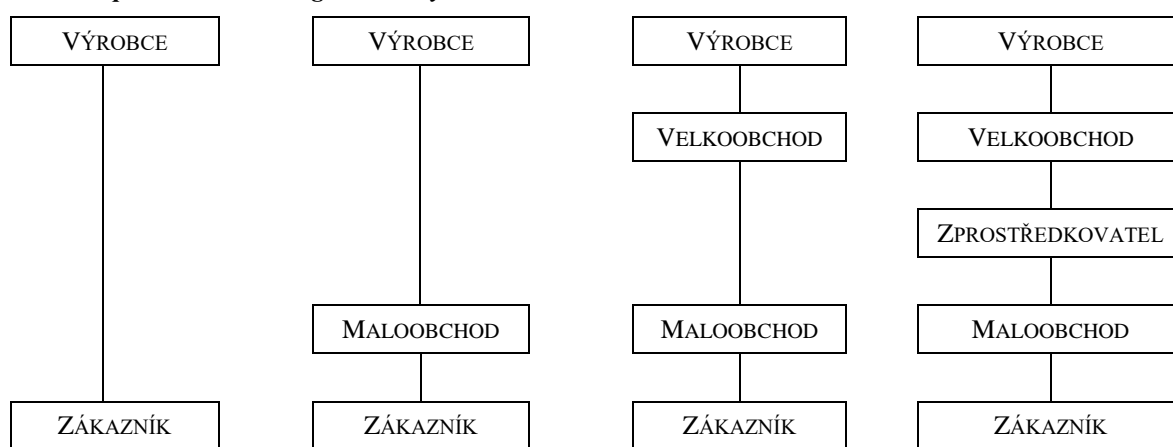 VÝROBCE VÝROBCE VÝROBCE VÝROBCE
VELKOOBCHOD VELKOOBCHOD
ZPROSTŘEDKOVATEL
MALOOBCHOD MALOOBCHOD MALOOBCHOD
ZÁKAZNÍK ZÁKAZNÍK ZÁKAZNÍK ZÁKAZNÍK